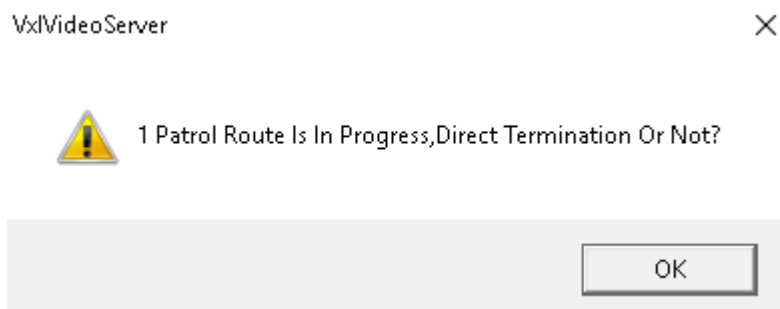 VxlVideoServer
1 Patrol Route Is In Progress,Direct Termination Or Not?
OK